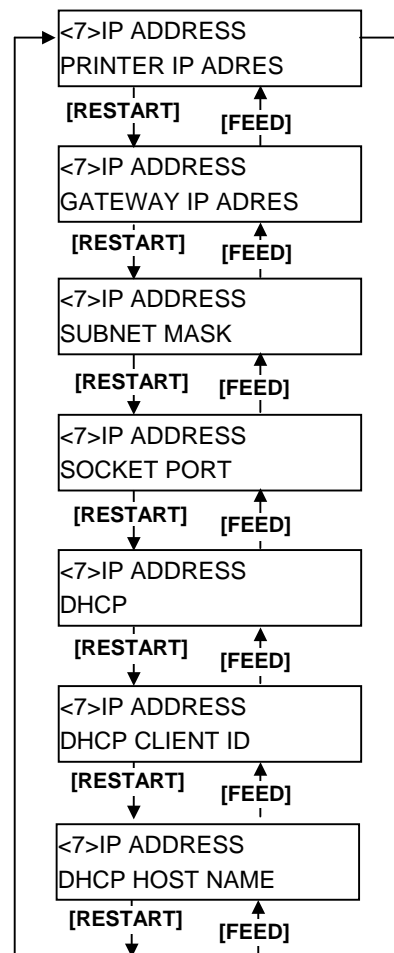 <7>IP ADDRESS
PRINTER IP ADRES
[RESTART] [FEED]
<7>IP ADDRESS
GATEWAY IP ADRES
[RESTART] [FEED]
<7>IP ADDRESS
SUBNET MASK
[RESTART] [FEED]
<7>IP ADDRESS
SOCKET PORT
[RESTART] [FEED]
<7>IP ADDRESS
DHCP
[RESTART] [FEED]
<7>IP ADDRESS
DHCP CLIENT ID
[RESTART] [FEED]
<7>IP ADDRESS
DHCP HOST NAME
[RESTART] [FEED]